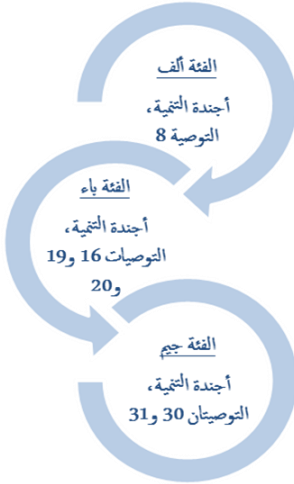 الفئة ألف
أجندة التنمية،
التوصية 8
الفئة باء
أجندة التنمية،
التوصيات 16 و19
و20
الفئة جيم
أجندة التنمية،
التوصيتان 30 و31